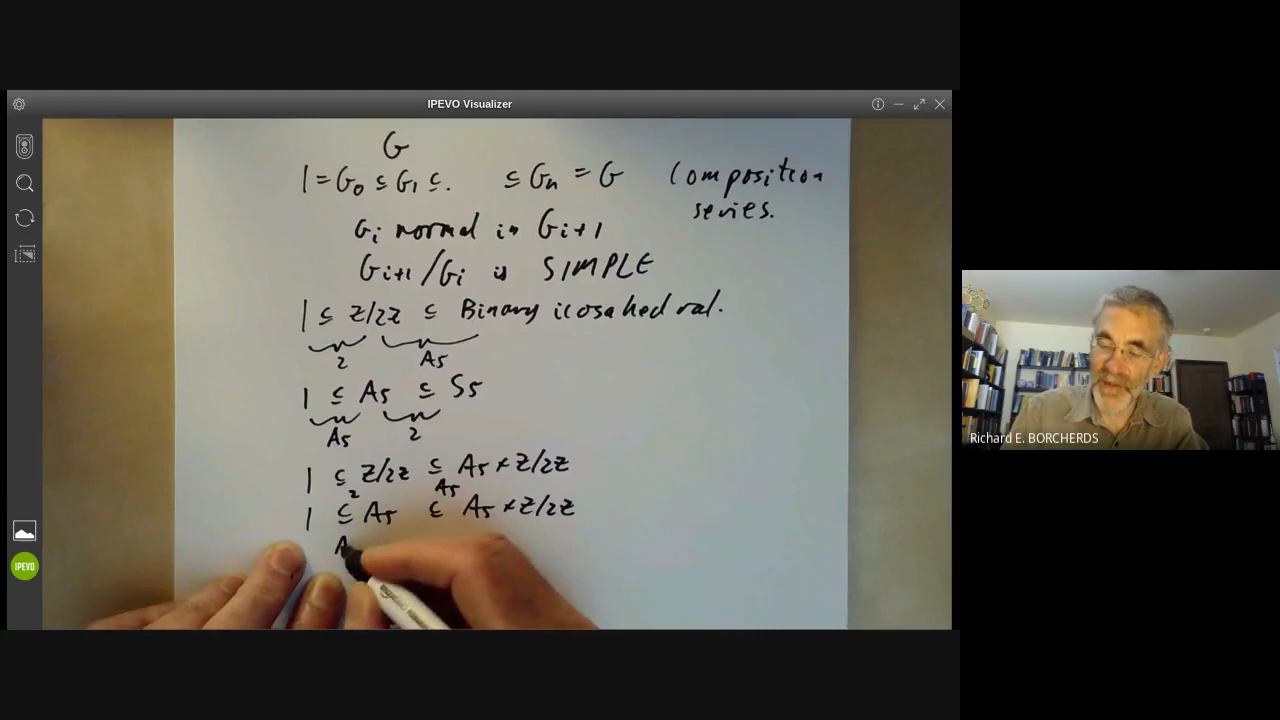 IPEVO Visualizer
G
1 = G₀ ⊆ G₁ ⊆ . ⊆ Gₙ = G Composition
series.
Gᵢ normal in Gᵢ₊₁
Gᵢ₊₁/Gᵢ is SIMPLE
1 ⊆ Z/2Z ⊆ Binary icosahedral.
2 A₅
1 ⊆ A₅ ⊆ S₅
A₅ 2
1 ⊆ Z/2Z ⊆ A₅ × Z/2Z
2 A₅
1 ⊆ A₅ ⊆ A₅ × Z/2Z
A
IPEVO
Richard E. BORCHERDS